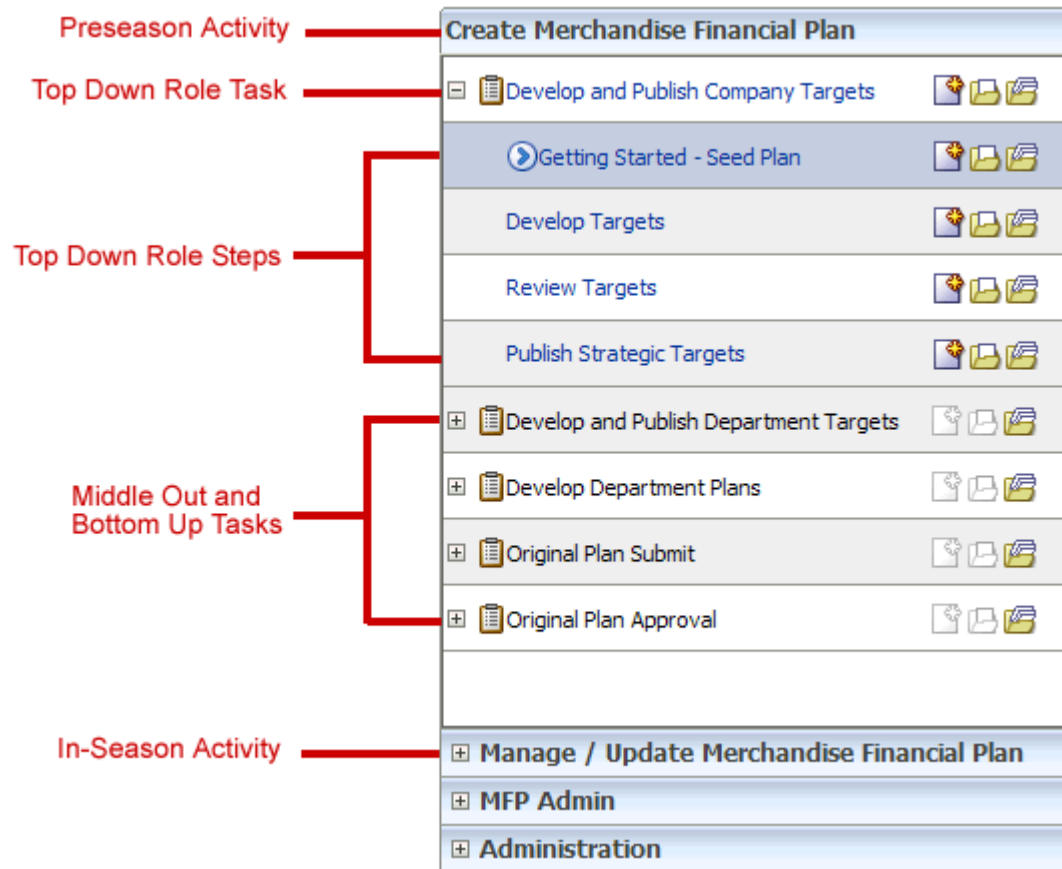 Preseason Activity
Create Merchandise Financial Plan
Top Down Role Task
Develop and Publish Company Targets
Getting Started - Seed Plan
Develop Targets
Top Down Role Steps
Review Targets
Publish Strategic Targets
Develop and Publish Department Targets
Middle Out and
Bottom Up Tasks
Develop Department Plans
Original Plan Submit
Original Plan Approval
In-Season Activity
Manage / Update Merchandise Financial Plan
MFP Admin
Administration